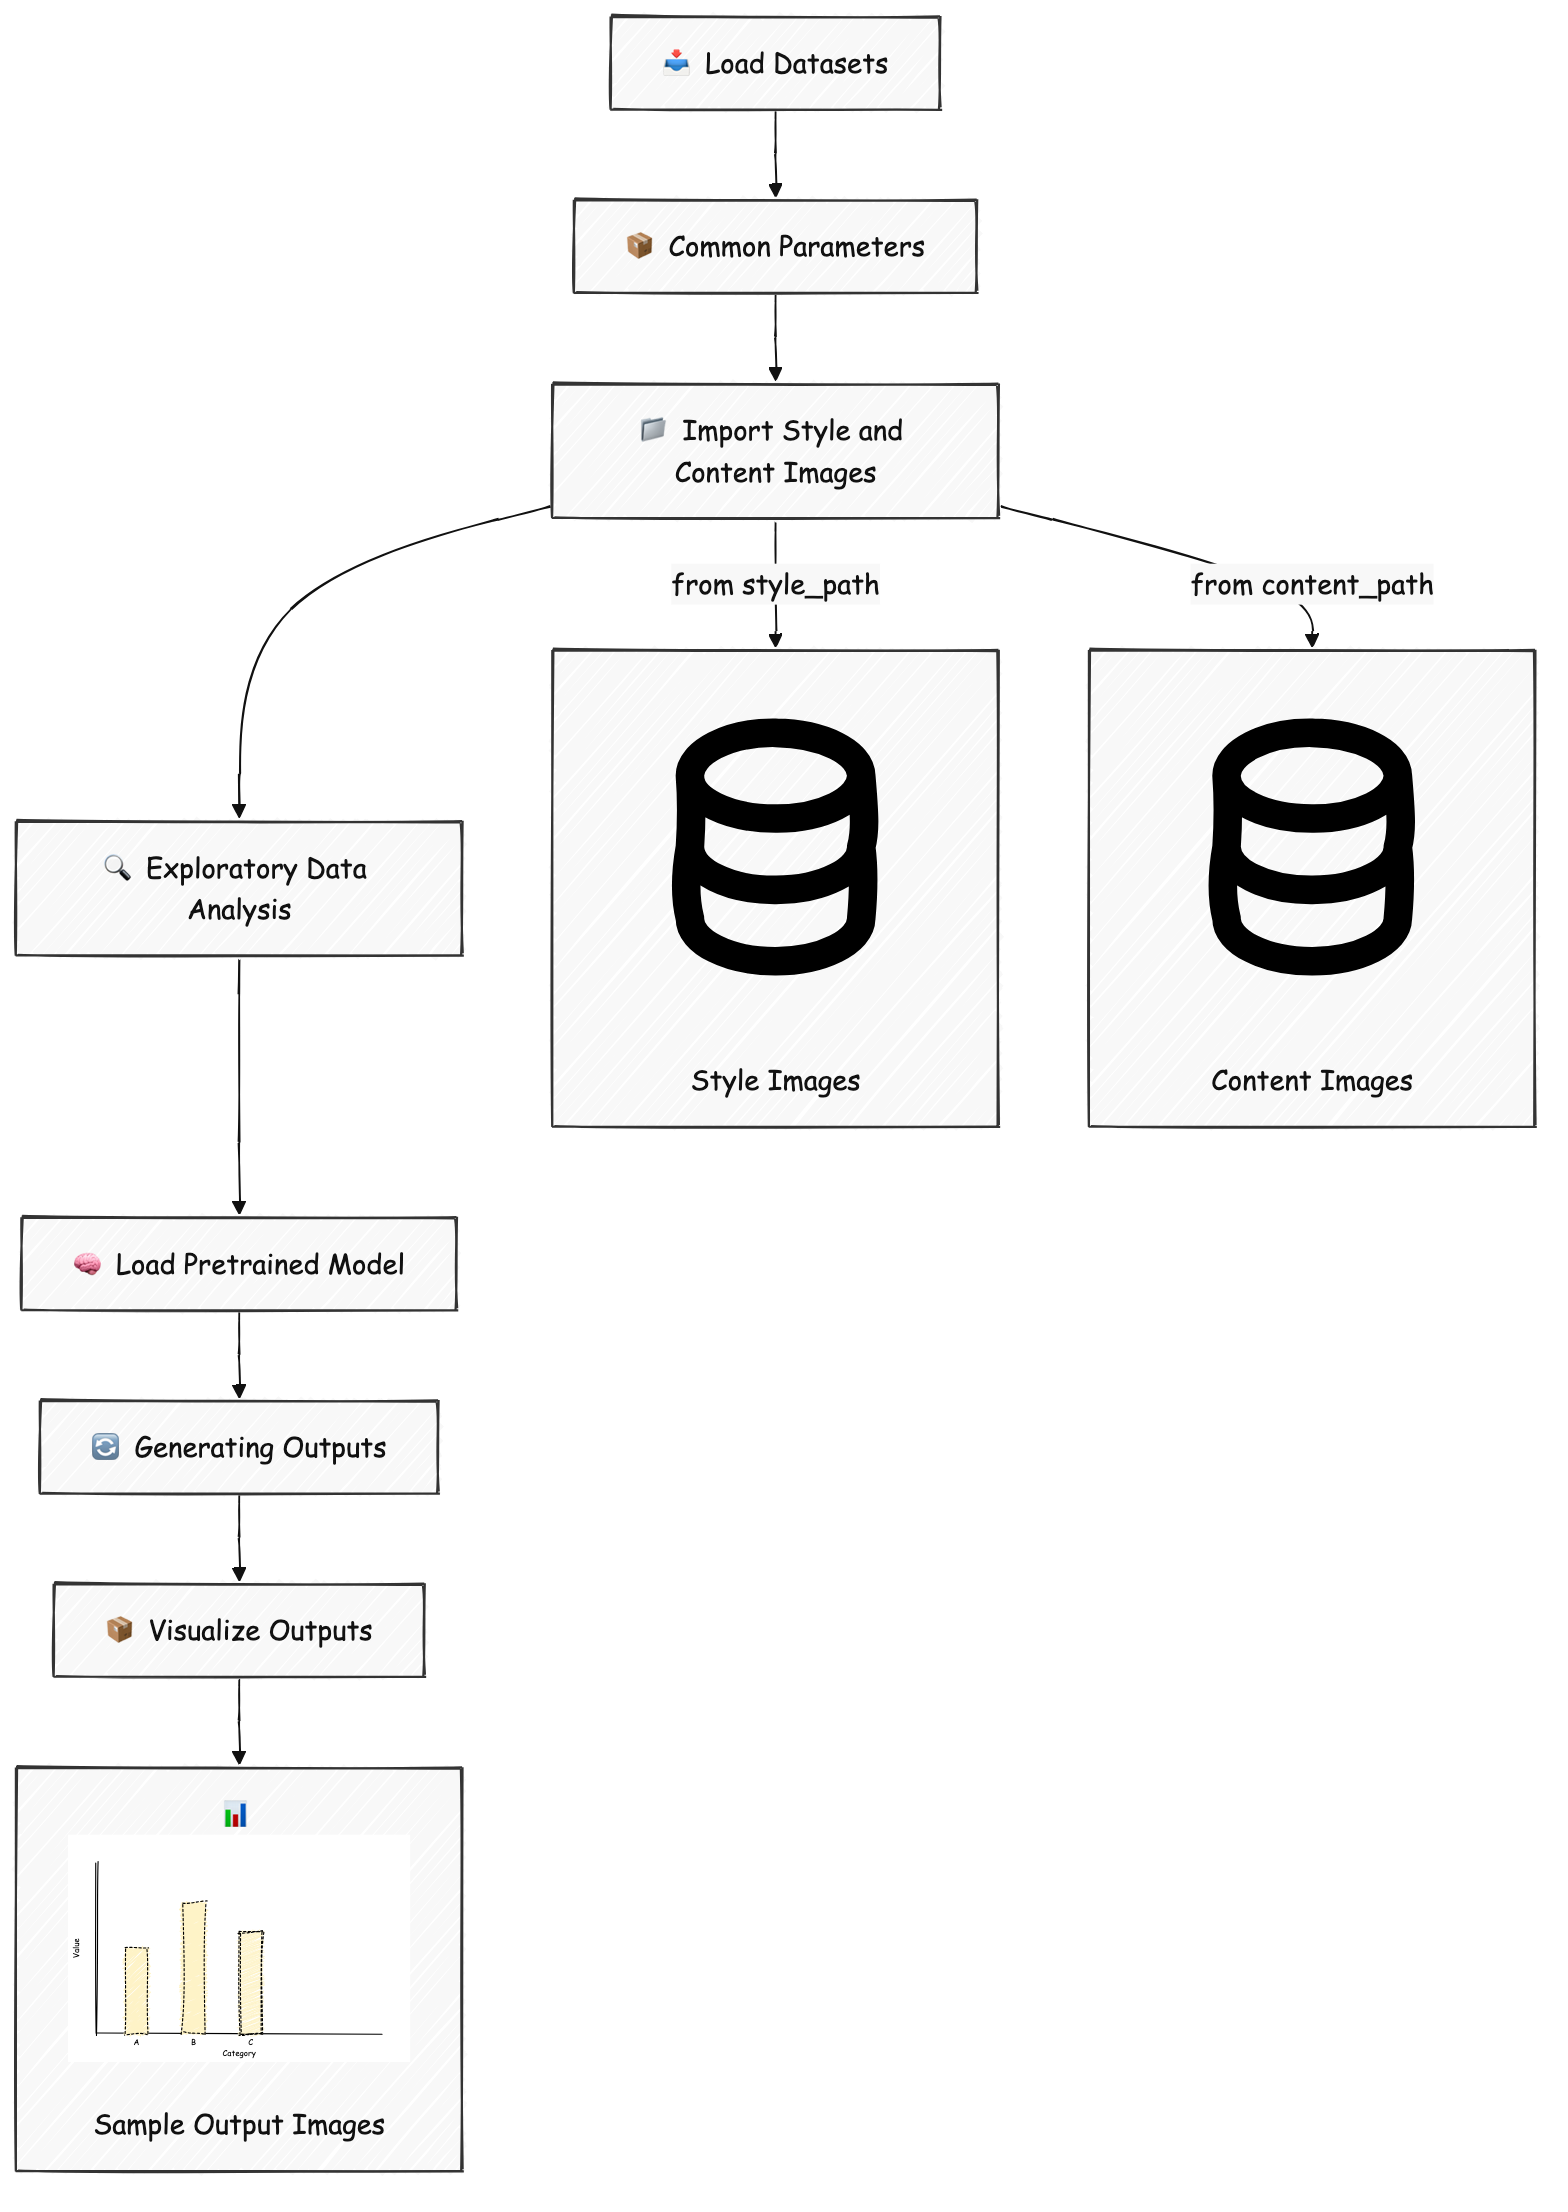 Load Datasets
Common Parameters
Import Style and
Content Images
from style_path
from content_path
Exploratory Data
Analysis
Style Images
Content Images
Load Pretrained Model
Generating Outputs
Visualize Outputs
Value
A B C
Category
Sample Output Images